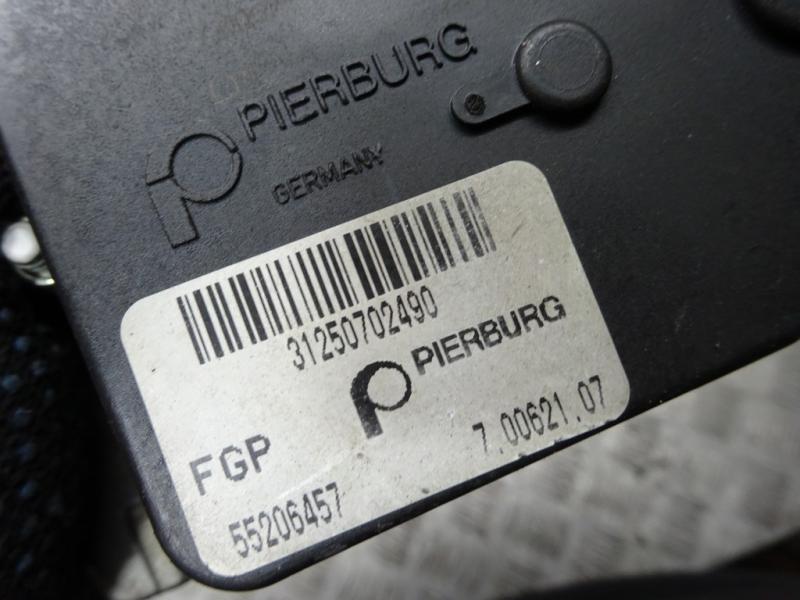 PIERBURG
GERMANY
31250702490
PIERBURG
FGP
7.00621.07
55206457